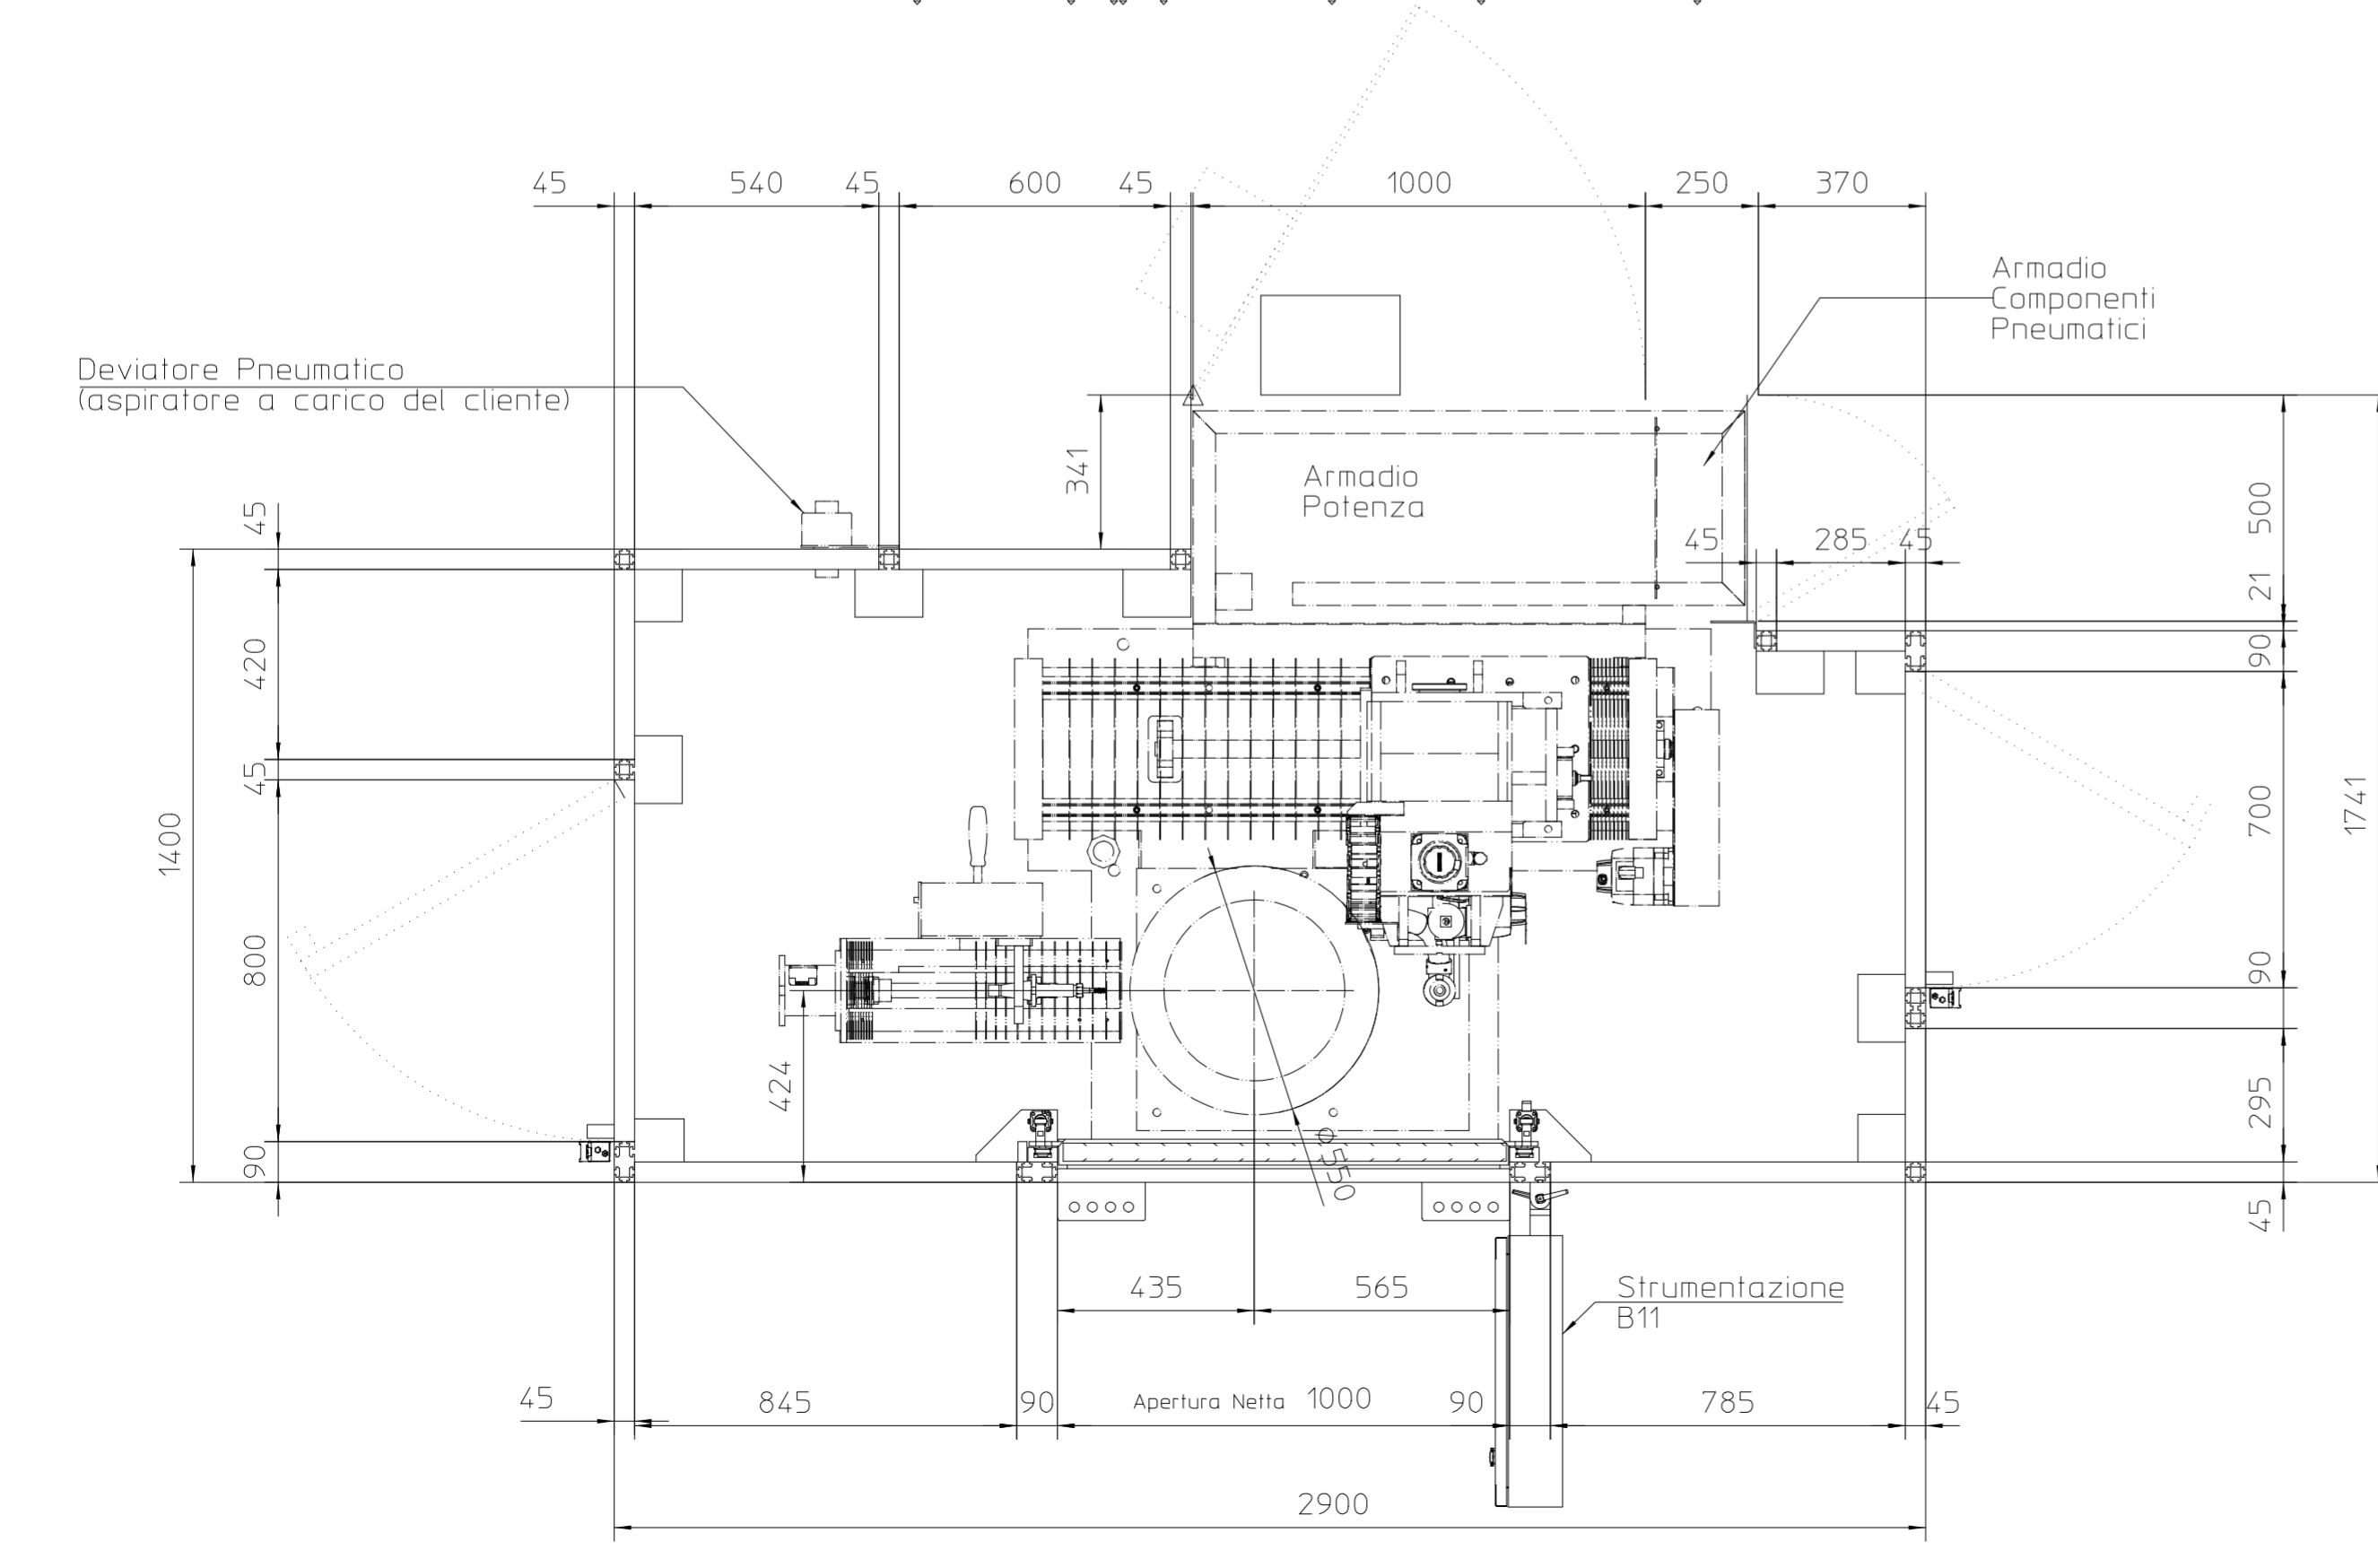 45 540 45 600 45 1000 250 370
Armadio
Componenti
Pneumatici
Deviatore Pneumatico
(aspiratore a carico del cliente)
341
Armadio
Potenza
45 285 45
45
420
45
800
90
1400
500
21
90
700
90
295
45
1741
424
Φ 550
435 565
Strumentazione
B11
45 845 90 Apertura Netta 1000 90 785 45
2900